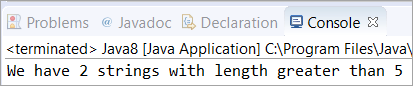 Problems @ Javadoc Declaration Console
<terminated> Java8 [Java Application] C:\Program Files\Java\
We have 2 strings with length greater than 5